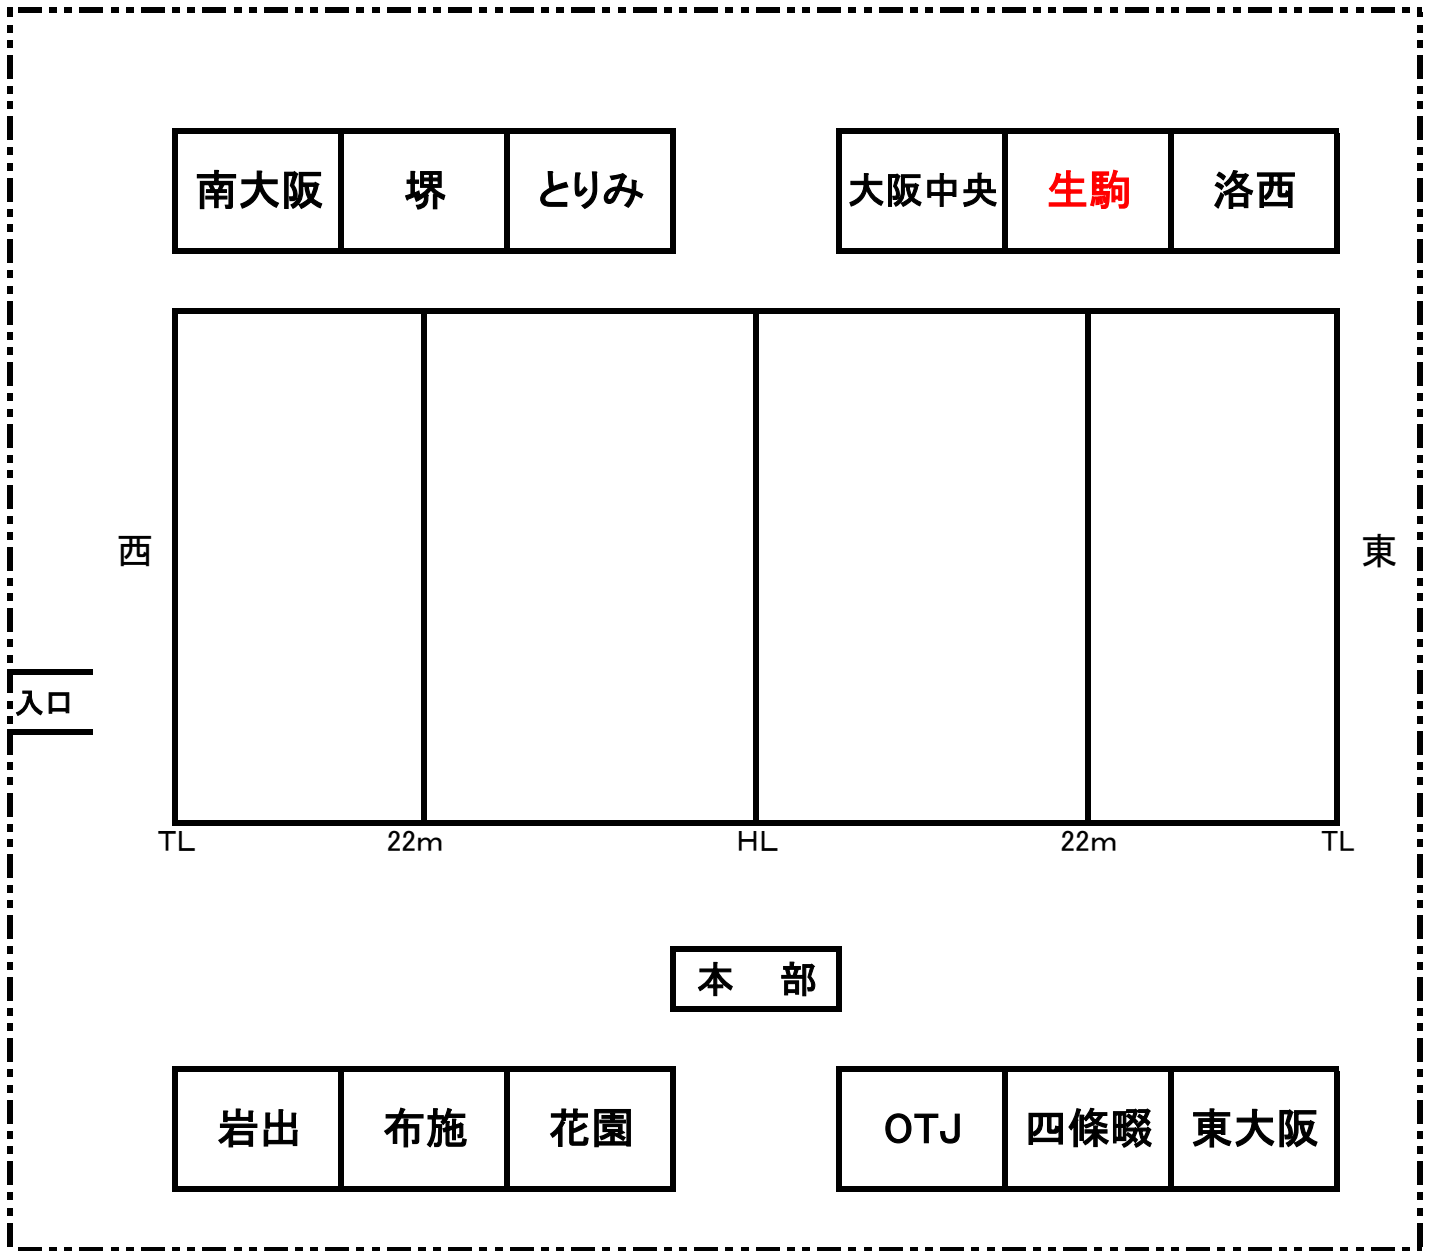 南大阪 堺 とりみ 大阪中央 生駒 洛西
西 東
入口
TL 22m HL 22m TL
本 部
岩出 布施 花園 OTJ 四條畷 東大阪